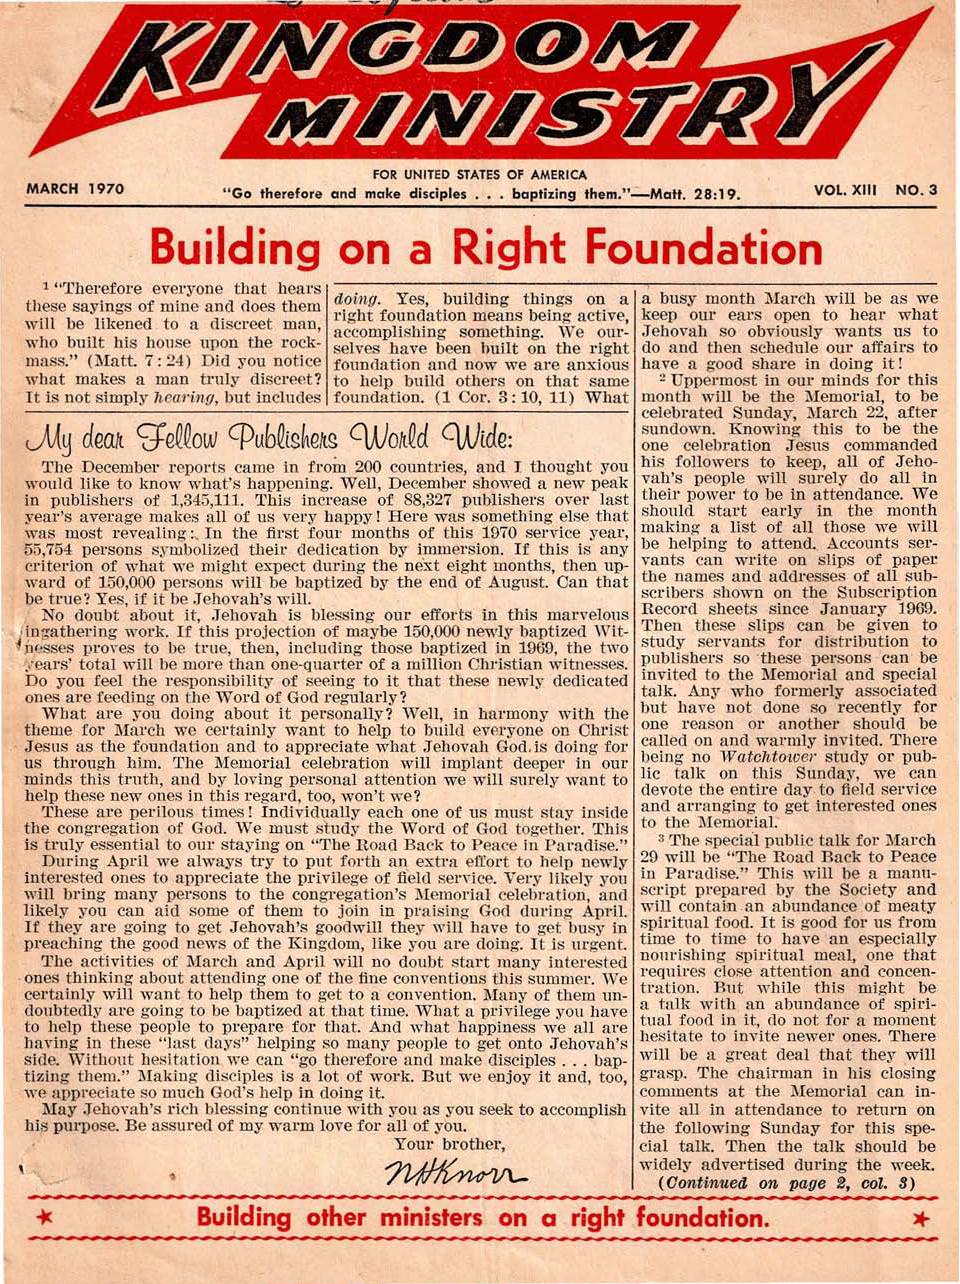 KINGDOM
MINISTRY
FOR UNITED STATES OF AMERICA
MARCH 1970
"Go therefore and make disciples . . . baptizing them."—Matt. 28:19.
VOL. XIII NO. 3
Building on a Right Foundation
1 "Therefore everyone that hears
these sayings of mine and does them
will be likened to a discreet man,
who built his house upon the rock-
mass." (Matt. 7:24) Did you notice
what makes a man truly discreet?
It is not simply hearing, but includes
doing. Yes, building things on a
right foundation means being active,
accomplishing something. We our-
selves have been built on the right
foundation and now we are anxious
to help build others on that same
foundation. (1 Cor. 3:10, 11) What
a busy month March will be as we
keep our ears open to hear what
Jehovah so obviously wants us to
do and then schedule our affairs to
have a good share in doing it!
2 Uppermost in our minds for this
month will be the Memorial, to be
celebrated Sunday, March 22, after
sundown. Knowing this to be the
one celebration Jesus commanded
his followers to keep, all of Jeho-
vah's people will surely do all in
their power to be in attendance. We
should start early in the month
making a list of all those we will
be helping to attend. Accounts ser-
vants can write on slips of paper
the names and addresses of all sub-
scribers shown on the Subscription
Record sheets since January 1969.
Then these slips can be given to
study servants for distribution to
publishers so these persons can be
invited to the Memorial and special
talk. Any who formerly associated
but have not done so recently for
one reason or another should be
called on and warmly invited. There
being no Watchtower study or pub-
lic talk on this Sunday, we can
devote the entire day to field service
and arranging to get interested ones
to the Memorial.
3 The special public talk for March
29 will be "The Road Back to Peace
in Paradise." This will be a manu-
script prepared by the Society and
will contain an abundance of meaty
spiritual food. It is good for us from
time to time to have an especially
nourishing spiritual meal, one that
requires close attention and concen-
tration. But while this might be
a talk with an abundance of spiri-
tual food in it, do not for a moment
hesitate to invite newer ones. There
will be a great deal that they will
grasp. The chairman in his closing
comments at the Memorial can in-
vite all in attendance to return on
the following Sunday for this spe-
cial talk. Then the talk should be
widely advertised during the week.
(Continued on page 2, col. 3)
My dear Fellow Publishers World Wide:
The December reports came in from 200 countries, and I thought you
would like to know what's happening. Well, December showed a new peak
in publishers of 1,345,111. This increase of 88,327 publishers over last
year's average makes all of us very happy! Here was something else that
was most revealing: In the first four months of this 1970 service year,
55,754 persons symbolized their dedication by immersion. If this is any
criterion of what we might expect during the next eight months, then up-
ward of 150,000 persons will be baptized by the end of August. Can that
be true? Yes, if it be Jehovah's will.
No doubt about it, Jehovah is blessing our efforts in this marvelous
ingathering work. If this projection of maybe 150,000 newly baptized Wit-
nesses proves to be true, then, including those baptized in 1969, the two
years' total will be more than one-quarter of a million Christian witnesses.
Do you feel the responsibility of seeing to it that these newly dedicated
ones are feeding on the Word of God regularly?
What are you doing about it personally? Well, in harmony with the
theme for March we certainly want to help to build everyone on Christ
Jesus as the foundation and to appreciate what Jehovah God is doing for
us through him. The Memorial celebration will implant deeper in our
minds this truth, and by loving personal attention we will surely want to
help these new ones in this regard, too, won't we?
These are perilous times! Individually each one of us must stay inside
the congregation of God. We must study the Word of God together. This
is truly essential to our staying on "The Road Back to Peace in Paradise."
During April we always try to put forth an extra effort to help newly
interested ones to appreciate the privilege of field service. Very likely you
will bring many persons to the congregation's Memorial celebration, and
likely you can aid some of them to join in praising God during April.
If they are going to get Jehovah's goodwill they will have to get busy in
preaching the good news of the Kingdom, like you are doing. It is urgent.
The activities of March and April will no doubt start many interested
ones thinking about attending one of the fine conventions this summer. We
certainly will want to help them to get to a convention. Many of them un-
doubtedly are going to be baptized at that time. What a privilege you have
to help these people to prepare for that. And what happiness we all are
having in these "last days" helping so many people to get onto Jehovah's
side. Without hesitation we can "go therefore and make disciples . . . bap-
tizing them." Making disciples is a lot of work. But we enjoy it and, too,
we appreciate so much God's help in doing it.
May Jehovah's rich blessing continue with you as you seek to accomplish
his purpose. Be assured of my warm love for all of you.
Your brother,
NHKnorr
* Building other ministers on a right foundation. *